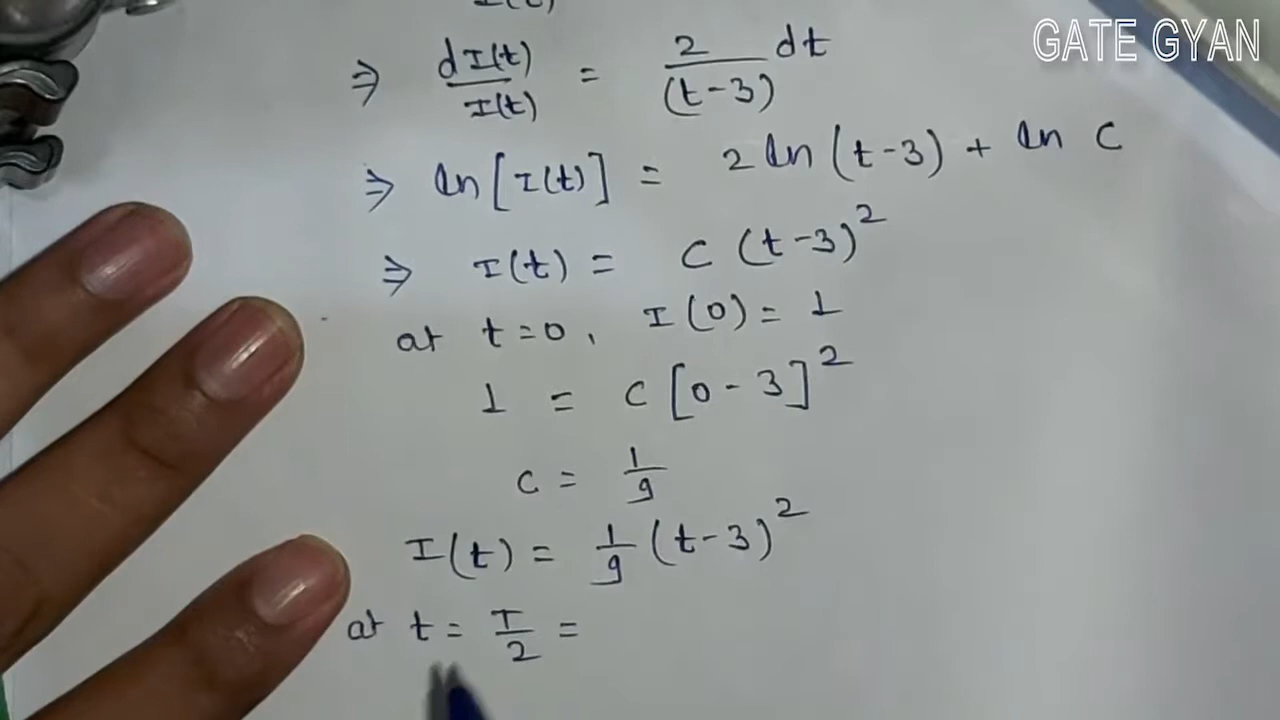 I(t)
GATE GYAN
⇒ dI(t)/I(t) = 2/(t-3) dt
⇒ ln[I(t)] = 2 ln(t-3) + ln C
⇒ I(t) = C (t-3)²
at t=0, I(0) = 1
1 = C[0-3]²
C = 1/9
I(t) = 1/9 (t-3)²
at t = T/2 =